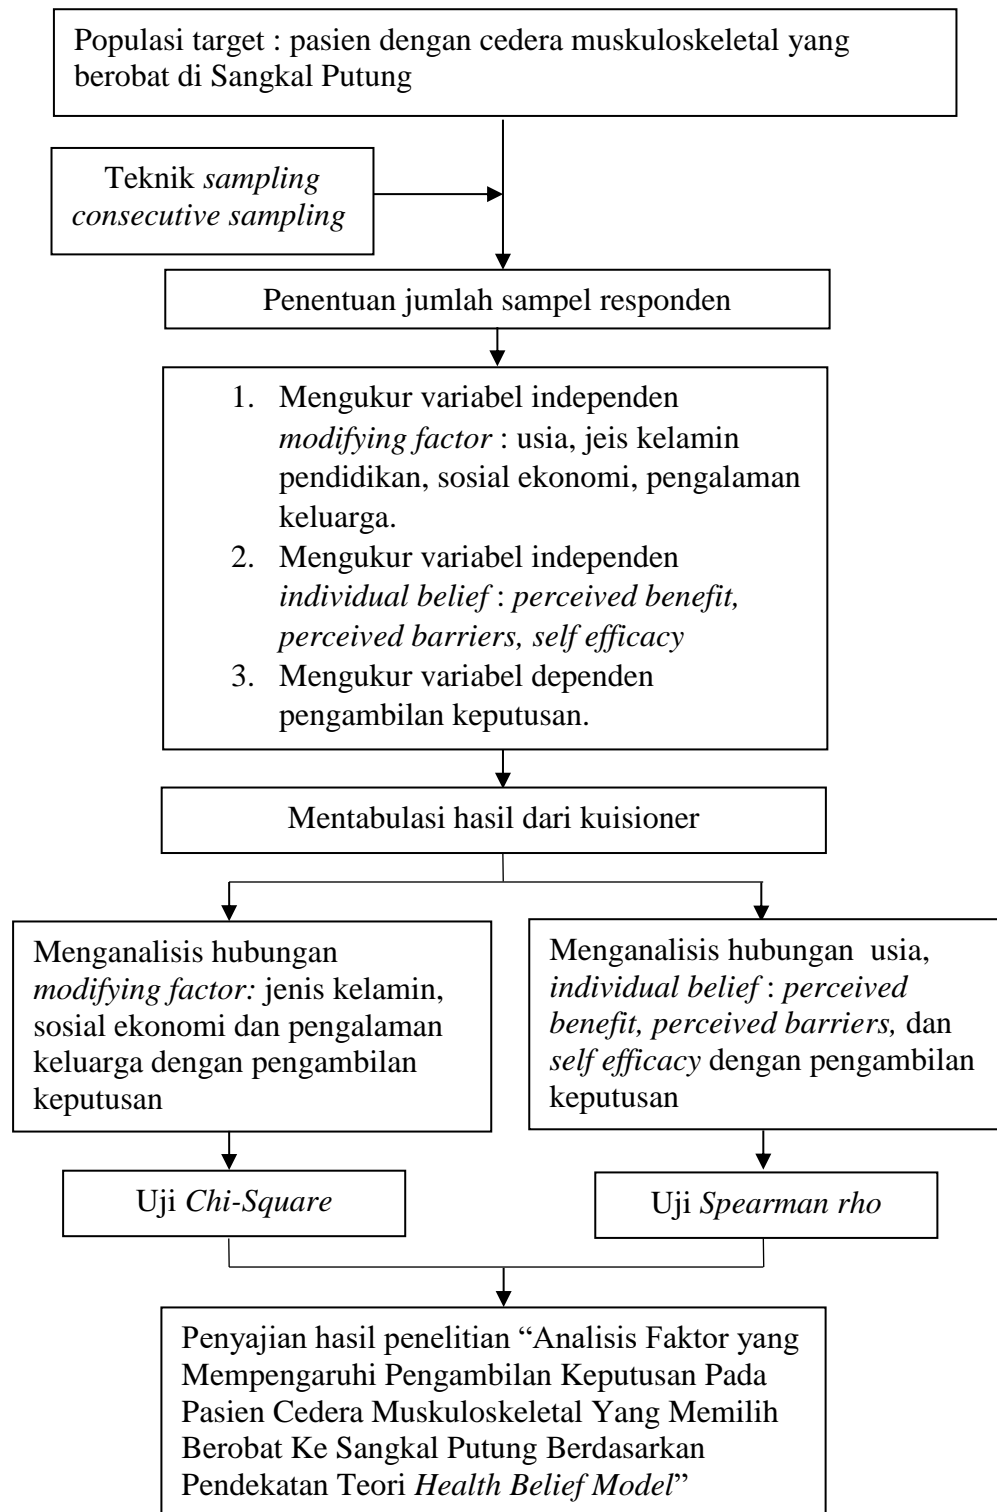 Populasi target : pasien dengan cedera muskuloskeletal yang
berobat di Sangkal Putung
Teknik sampling
consecutive sampling
Penentuan jumlah sampel responden
1. Mengukur variabel independen
modifying factor : usia, jeis kelamin
pendidikan, sosial ekonomi, pengalaman
keluarga.
2. Mengukur variabel independen
individual belief : perceived benefit,
perceived barriers, self efficacy
3. Mengukur variabel dependen
pengambilan keputusan.
Mentabulasi hasil dari kuisioner
Menganalisis hubungan
modifying factor: jenis kelamin,
sosial ekonomi dan pengalaman
keluarga dengan pengambilan
keputusan
Menganalisis hubungan usia,
individual belief : perceived
benefit, perceived barriers, dan
self efficacy dengan pengambilan
keputusan
Uji Chi-Square
Uji Spearman rho
Penyajian hasil penelitian “Analisis Faktor yang
Mempengaruhi Pengambilan Keputusan Pada
Pasien Cedera Muskuloskeletal Yang Memilih
Berobat Ke Sangkal Putung Berdasarkan
Pendekatan Teori Health Belief Model”